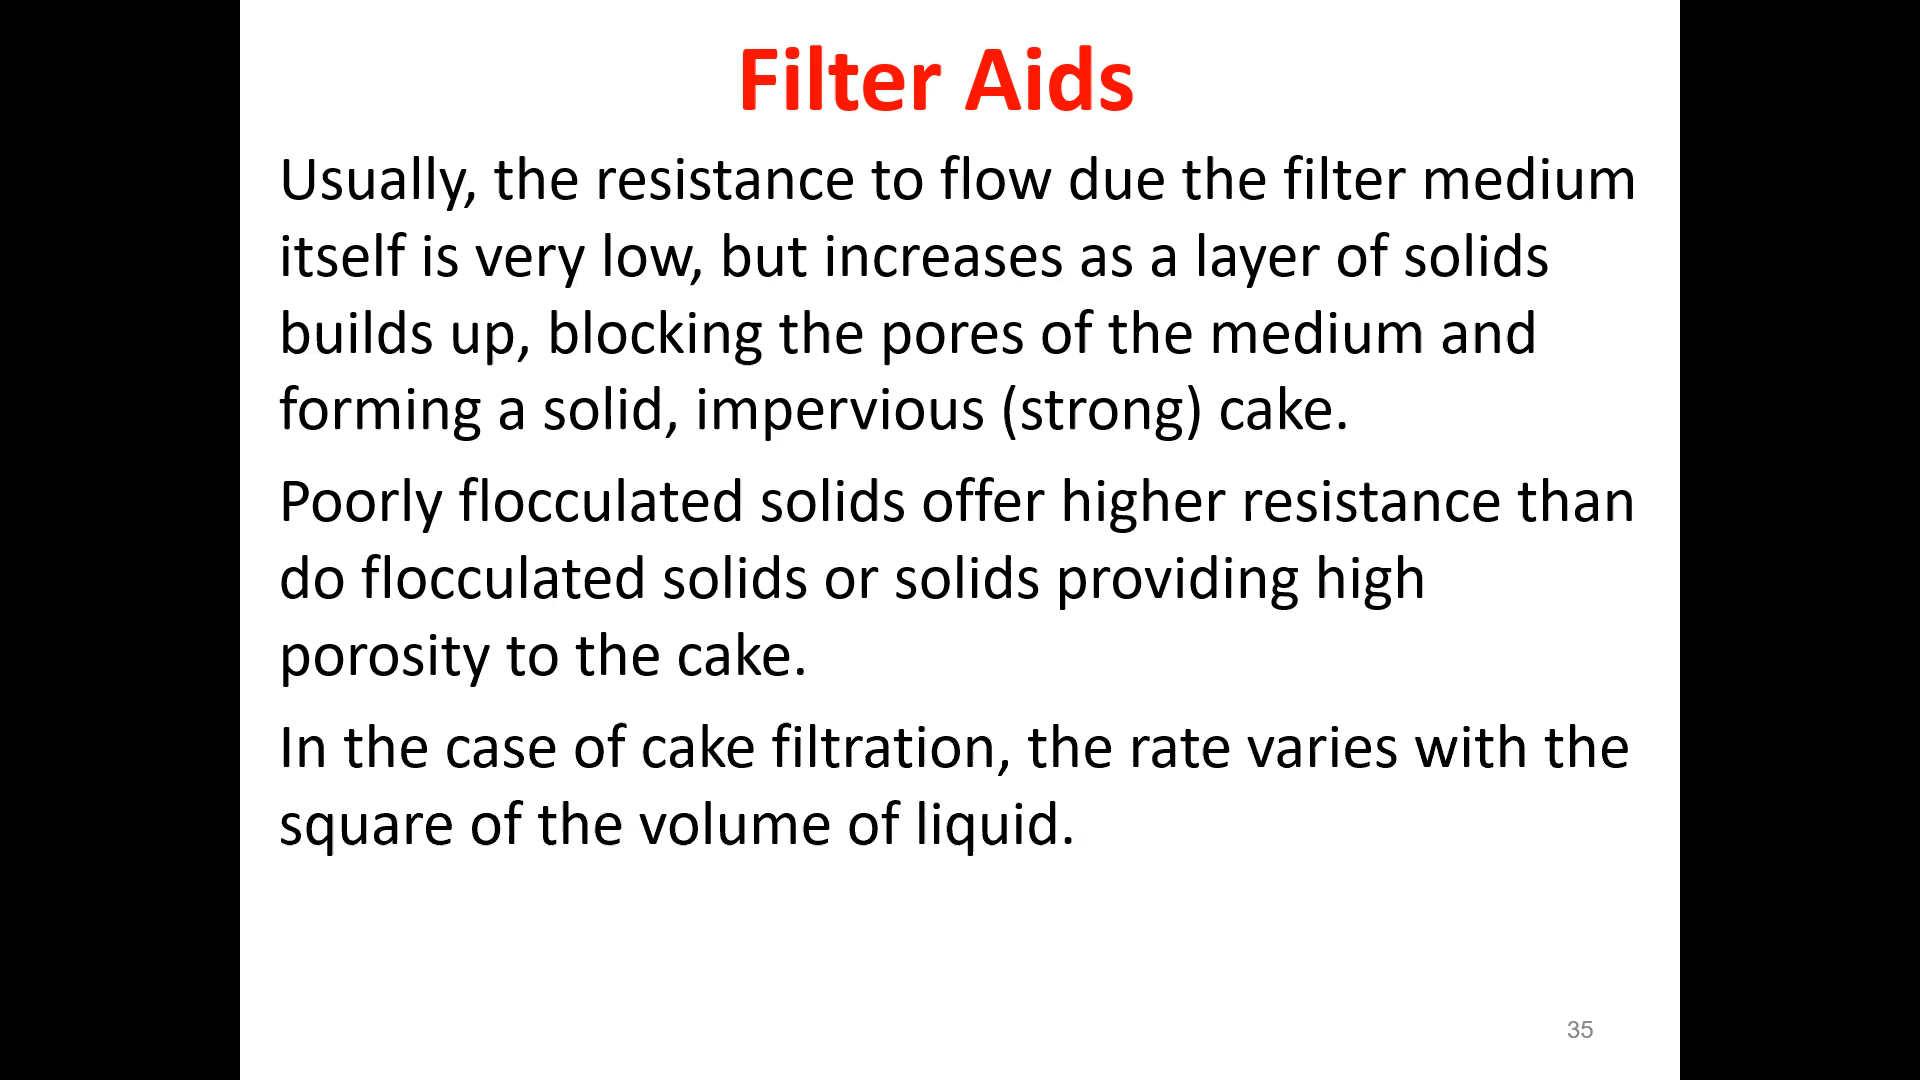 Filter Aids
Usually, the resistance to flow due the filter medium
itself is very low, but increases as a layer of solids
builds up, blocking the pores of the medium and
forming a solid, impervious (strong) cake.
Poorly flocculated solids offer higher resistance than
do flocculated solids or solids providing high
porosity to the cake.
In the case of cake filtration, the rate varies with the
square of the volume of liquid.
35